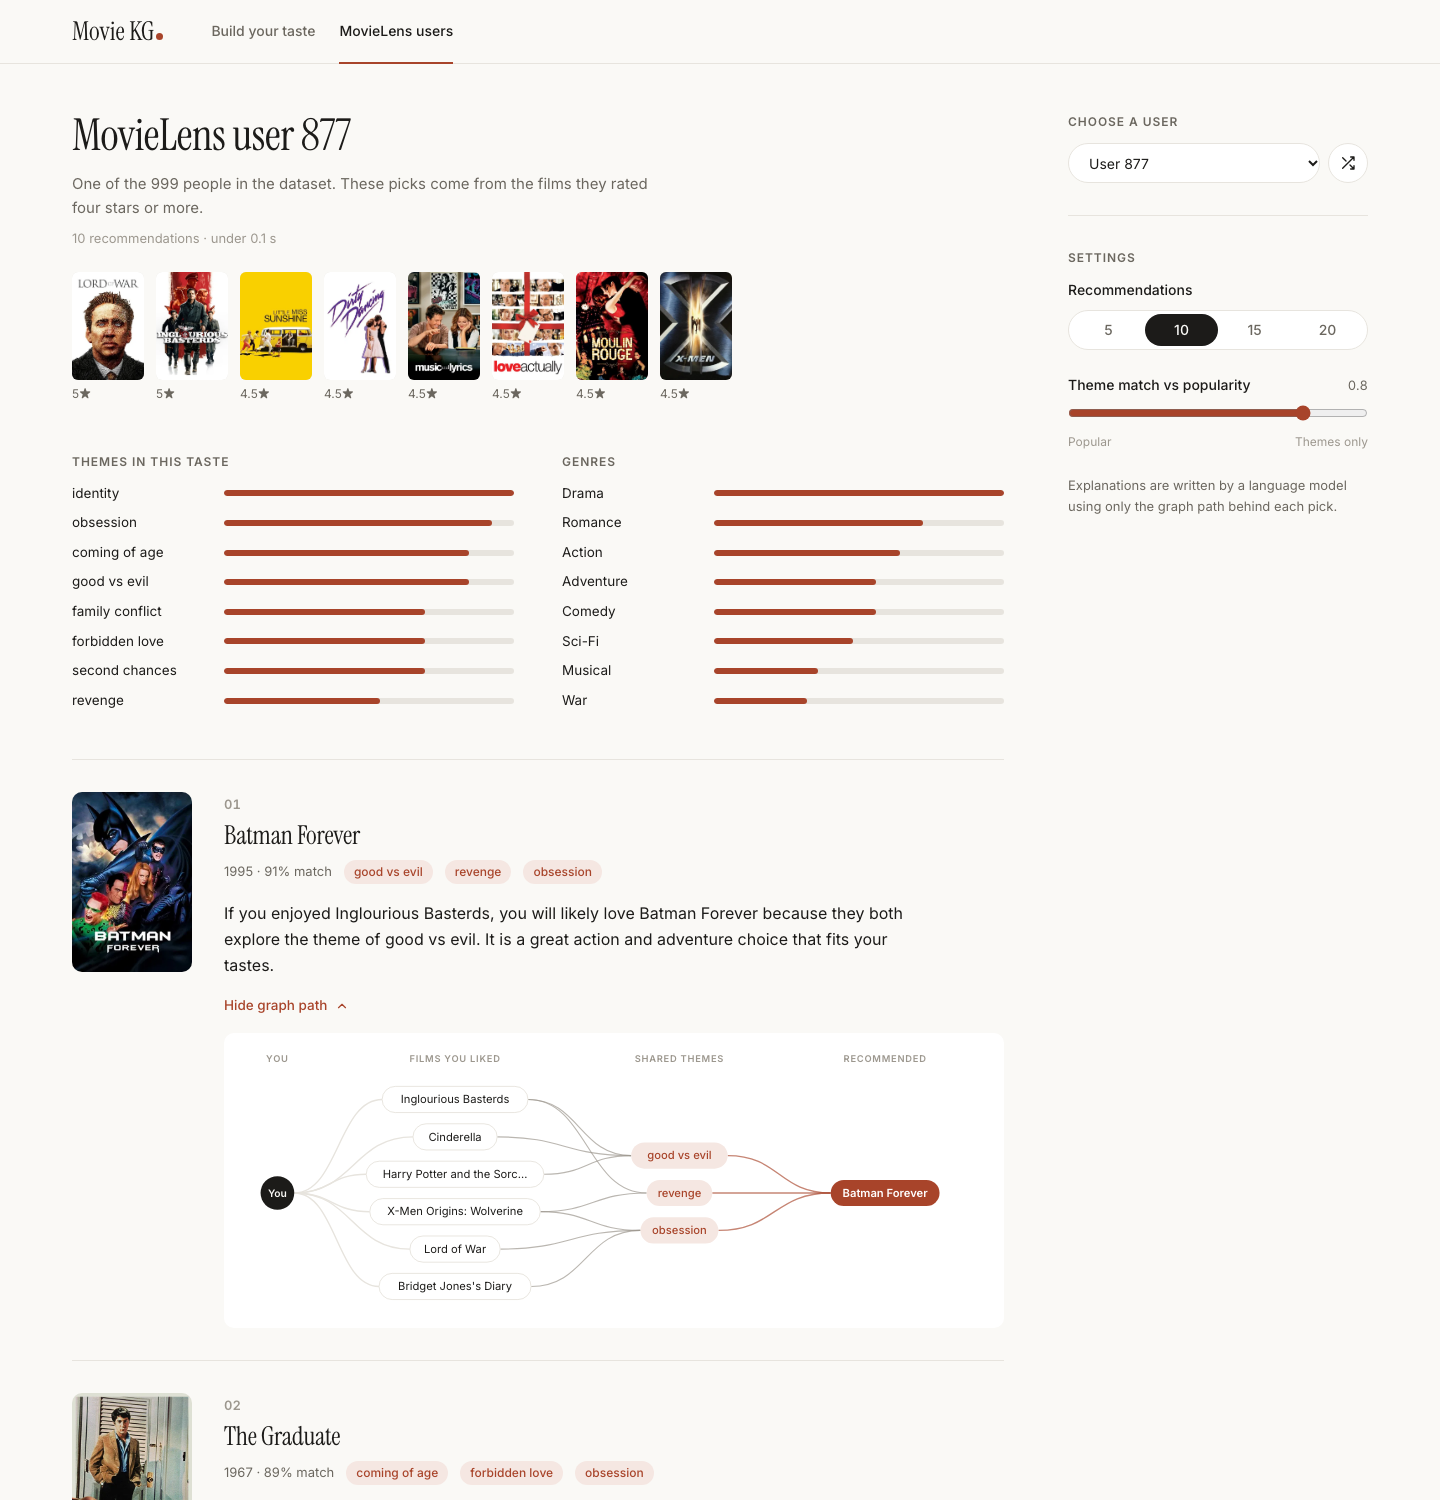 Movie KG
Build your taste
MovieLens users
MovieLens user 877
One of the 999 people in the dataset. These picks come from the films they rated
four stars or more.
10 recommendations · under 0.1 s
LORD OF WAR
INGLOURIOUS
BASTERDS
LITTLE MISS
SUNSHINE
Dirty
Dancing
music and lyrics
love actually
MOULIN
ROUGE
X-MEN
5★
5★
4.5★
4.5★
4.5★
4.5★
4.5★
4.5★
THEMES IN THIS TASTE
identity
obsession
coming of age
good vs evil
family conflict
forbidden love
second chances
revenge
GENRES
Drama
Romance
Action
Adventure
Comedy
Sci-Fi
Musical
War
BATMAN
FOREVER
01
Batman Forever
1995 · 91% match
good vs evil
revenge
obsession
If you enjoyed Inglourious Basterds, you will likely love Batman Forever because they both
explore the theme of good vs evil. It is a great action and adventure choice that fits your
tastes.
Hide graph path
YOU
FILMS YOU LIKED
SHARED THEMES
RECOMMENDED
You
Inglourious Basterds
Cinderella
Harry Potter and the Sorc…
X-Men Origins: Wolverine
Lord of War
Bridget Jones's Diary
good vs evil
revenge
obsession
Batman Forever
02
The Graduate
1967 · 89% match
coming of age
forbidden love
obsession
CHOOSE A USER
User 877
SETTINGS
Recommendations
5
10
15
20
Theme match vs popularity
0.8
Popular
Themes only
Explanations are written by a language model
using only the graph path behind each pick.